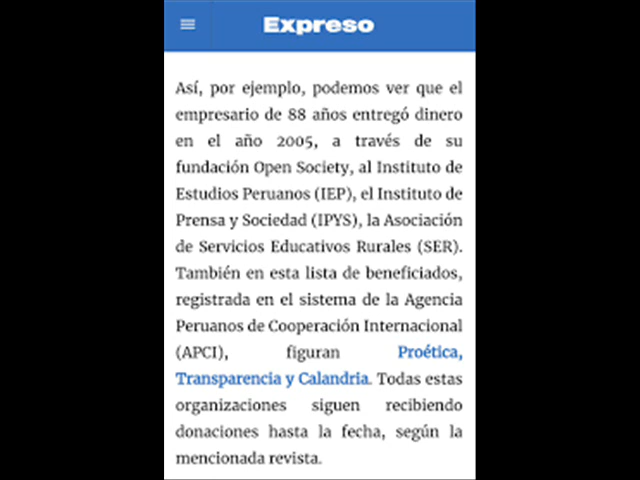 Expreso
Así, por ejemplo, podemos ver que el
empresario de 88 años entregó dinero
en el año 2005, a través de su
fundación Open Society, al Instituto de
Estudios Peruanos (IEP), el Instituto de
Prensa y Sociedad (IPYS), la Asociación
de Servicios Educativos Rurales (SER).
También en esta lista de beneficiados,
registrada en el sistema de la Agencia
Peruanos de Cooperación Internacional
(APCI), figuran Proética,
Transparencia y Calandria. Todas estas
organizaciones siguen recibiendo
donaciones hasta la fecha, según la
mencionada revista.